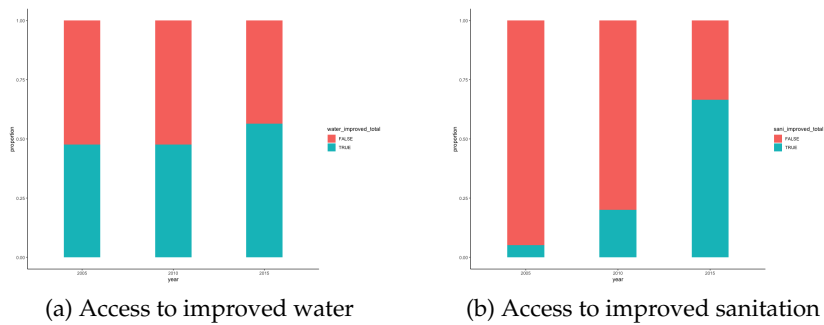 1.00
0.75
0.50
0.25
0.00
proportion
2005
2010
2015
year
water_improved_total
FALSE
TRUE
(a) Access to improved water
1.00
0.75
0.50
0.25
0.00
proportion
2005
2010
2015
year
sani_improved_total
FALSE
TRUE
(b) Access to improved sanitation